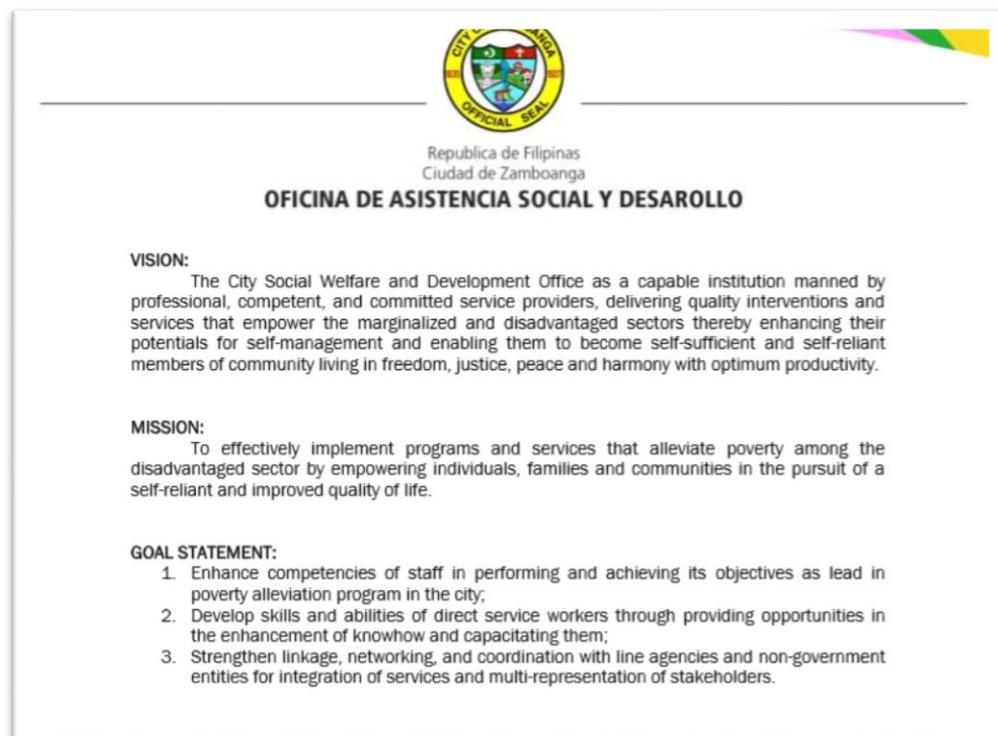 OFFICIAL SEAL
Republica de Filipinas
Ciudad de Zamboanga
OFICINA DE ASISTENCIA SOCIAL Y DESAROLLO
VISION:
The City Social Welfare and Development Office as a capable institution manned by
professional, competent, and committed service providers, delivering quality interventions and
services that empower the marginalized and disadvantaged sectors thereby enhancing their
potentials for self-management and enabling them to become self-sufficient and self-reliant
members of community living in freedom, justice, peace and harmony with optimum productivity.
MISSION:
To effectively implement programs and services that alleviate poverty among the
disadvantaged sector by empowering individuals, families and communities in the pursuit of a
self-reliant and improved quality of life.
GOAL STATEMENT:
1. Enhance competencies of staff in performing and achieving its objectives as lead in
poverty alleviation program in the city;
2. Develop skills and abilities of direct service workers through providing opportunities in
the enhancement of knowhow and capacitating them;
3. Strengthen linkage, networking, and coordination with line agencies and non-government
entities for integration of services and multi-representation of stakeholders.